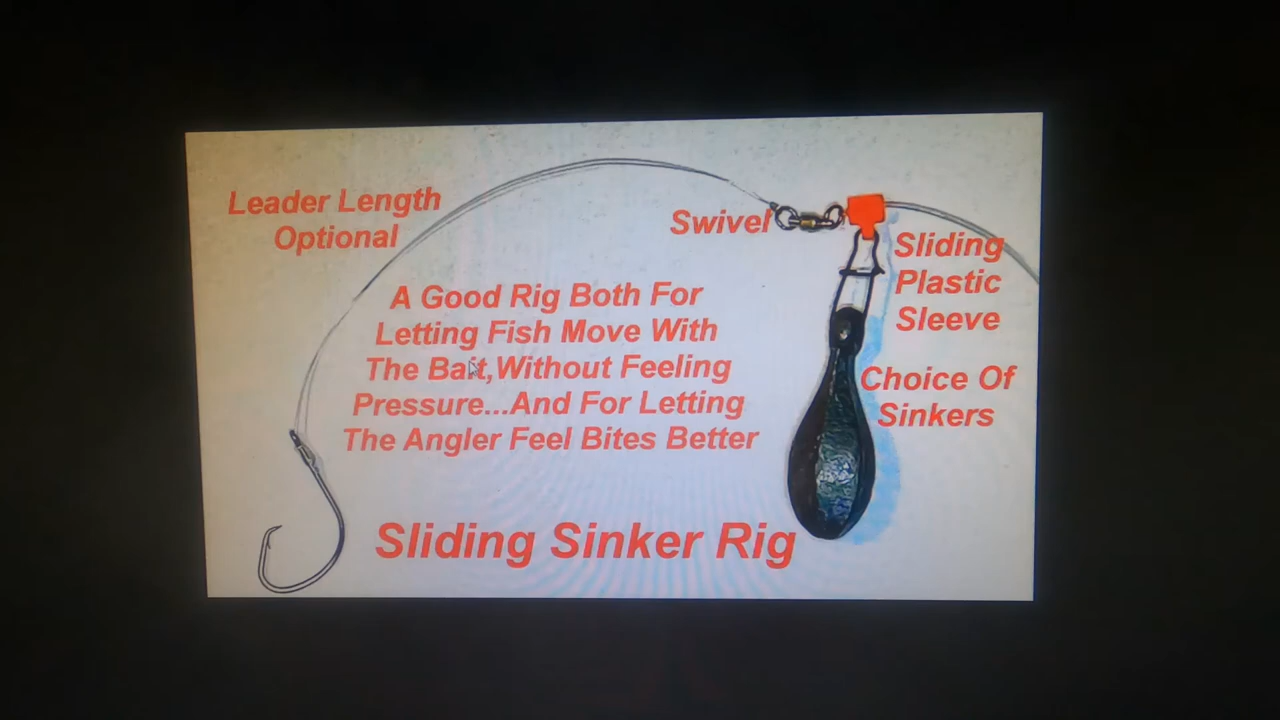 Leader Length
Optional
Swivel
Sliding
Plastic
Sleeve
A Good Rig Both For
Letting Fish Move With
The Bait,Without Feeling
Pressure...And For Letting
The Angler Feel Bites Better
Choice Of
Sinkers
Sliding Sinker Rig